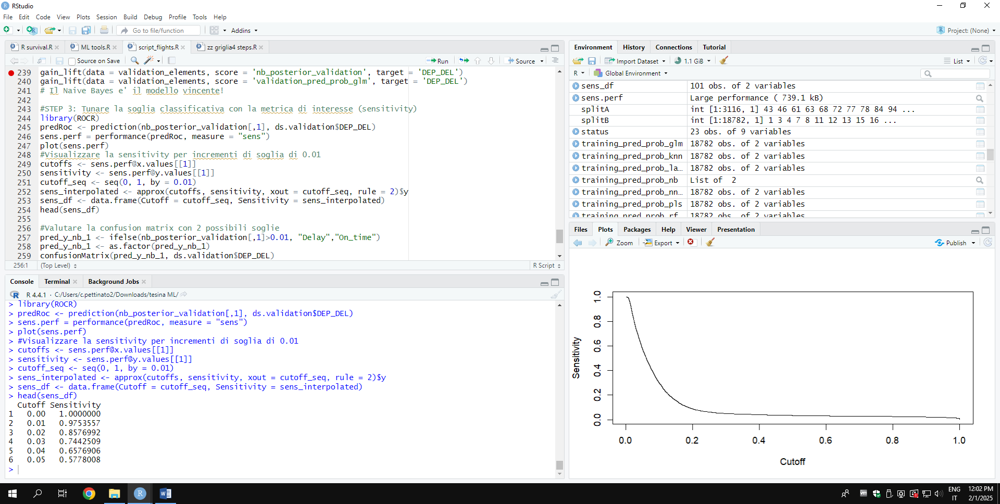 RStudio
File Edit Code View Plots Session Build Debug Profile Tools Help
Go to file/function Addins Project: (None)
R survival.R ML tools.R script_flights.R zz griglia4 steps.R
Source on Save Run Source
239 gain_lift(data = validation_elements, score = 'nb_posterior_validation', target = 'DEP_DEL')
240 gain_lift(data = validation_elements, score = 'validation_pred_prob_glm', target = 'DEP_DEL')
241 # Il Naive Bayes e' il modello vincente!
242
243 #STEP 3: Tunare la soglia classificativa con la metrica di interesse (sensitivity)
244 library(ROCR)
245 predRoc <- prediction(nb_posterior_validation[,1], ds.validation$DEP_DEL)
246 sens.perf = performance(predRoc, measure = "sens")
247 plot(sens.perf)
248 #Visualizzare la sensitivity per incrementi di soglia di 0.01
249 cutoffs <- sens.perf@x.values[[1]]
250 sensitivity <- sens.perf@y.values[[1]]
251 cutoff_seq <- seq(0, 1, by = 0.01)
252 sens_interpolated <- approx(cutoffs, sensitivity, xout = cutoff_seq, rule = 2)$y
253 sens_df <- data.frame(Cutoff = cutoff_seq, Sensitivity = sens_interpolated)
254 head(sens_df)
255
256 #Valutare la confusion matrix con 2 possibili soglie
257 pred_y_nb_1 <- ifelse(nb_posterior_validation[,1]>0.01, "Delay","On_time")
258 pred_y_nb_1 <- as.factor(pred_y_nb_1)
259 confusionMatrix(pred_y_nb_1, ds.validation$DEP_DEL)
256:1 (Top Level) R Script
Console Terminal Background Jobs
R 4.4.1 · C:/Users/c.pettinato2/Downloads/tesina ML/
> library(ROCR)
> predRoc <- prediction(nb_posterior_validation[,1], ds.validation$DEP_DEL)
> sens.perf = performance(predRoc, measure = "sens")
> plot(sens.perf)
> #Visualizzare la sensitivity per incrementi di soglia di 0.01
> cutoffs <- sens.perf@x.values[[1]]
> sensitivity <- sens.perf@y.values[[1]]
> cutoff_seq <- seq(0, 1, by = 0.01)
> sens_interpolated <- approx(cutoffs, sensitivity, xout = cutoff_seq, rule = 2)$y
> sens_df <- data.frame(Cutoff = cutoff_seq, Sensitivity = sens_interpolated)
> head(sens_df)
Cutoff Sensitivity
1 0.00 1.0000000
2 0.01 0.9753557
3 0.02 0.8576992
4 0.03 0.7442509
5 0.04 0.6576906
6 0.05 0.5778008
>
Environment History Connections Tutorial
Import Dataset 1.1 GiB List
R Global Environment
sens_df 101 obs. of 2 variables
sens.perf Large performance ( 739.1 kB)
splitA int [1:3116, 1] 43 46 61 63 68 72 77 78 84 94 ...
splitB int [1:18782, 1] 1 3 4 7 8 11 12 13 15 16 ...
status 23 obs. of 9 variables
training_pred_prob_glm 18782 obs. of 2 variables
training_pred_prob_knn 18782 obs. of 2 variables
training_pred_prob_la... 18782 obs. of 2 variables
training_pred_prob_nb List of 2
training_pred_prob_nn... 18782 obs. of 2 variables
training_pred_prob_pls 18782 obs. of 2 variables
training_pred_prob_rf 18782 obs. of 2 variables
Files Plots Packages Help Viewer Presentation
Zoom Export Publish
1.0
0.8
0.6
0.4
0.2
0.0
Sensitivity
0.0 0.2 0.4 0.6 0.8 1.0
Cutoff
ENG
IT
12:02 PM
2/1/2025